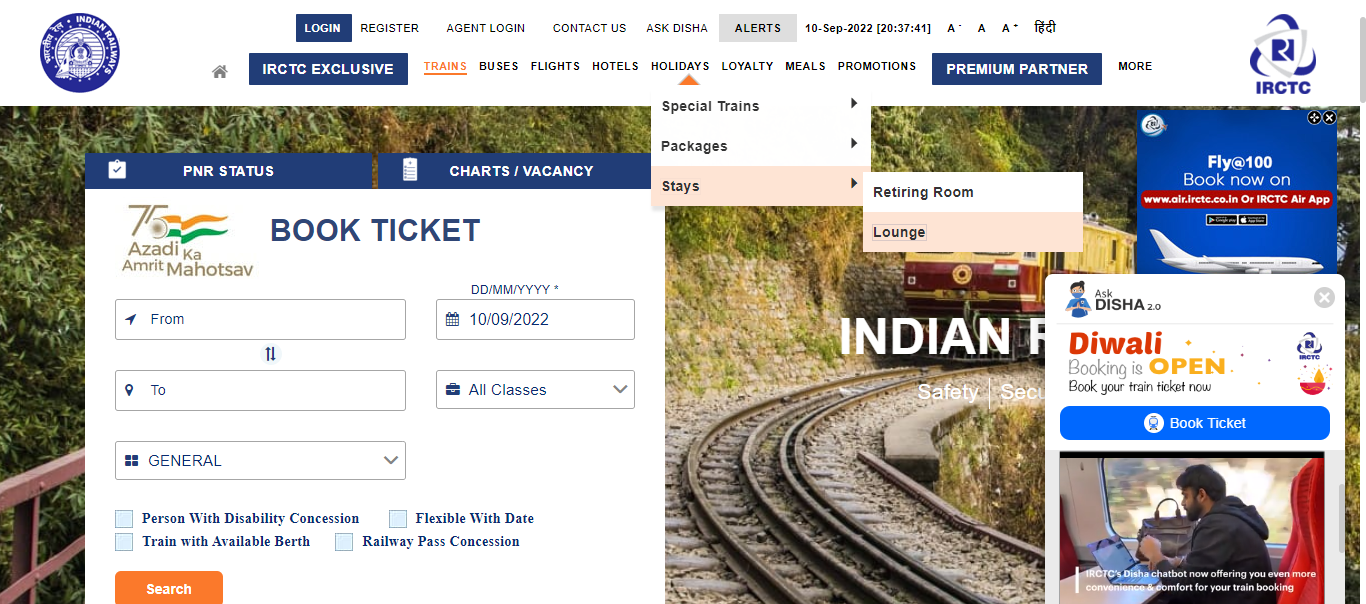 INDIAN RAILWAYS
भारतीय रेल
LOGIN REGISTER AGENT LOGIN CONTACT US ASK DISHA ALERTS 10-Sep-2022 [20:37:41] A- A A+ हिंदी
IRCTC EXCLUSIVE TRAINS BUSES FLIGHTS HOTELS HOLIDAYS LOYALTY MEALS PROMOTIONS PREMIUM PARTNER MORE
IRCTC
Special Trains
Packages
Stays
Retiring Room
Lounge
PNR STATUS CHARTS / VACANCY
Azadi Ka
Amrit Mahotsav
BOOK TICKET
DD/MM/YYYY *
From 10/09/2022
To All Classes
GENERAL
Person With Disability Concession Flexible With Date
Train with Available Berth Railway Pass Concession
Search
INDIAN R
Safety Secu
Fly@100
Book now on
www.air.irctc.co.in Or IRCTC Air App
Ask
DISHA 2.0
Diwali
Booking is OPEN
Book your train ticket now
IRCTC
Book Ticket
IRCTC's Disha chatbot now offering you even more
convenience & comfort for your train booking